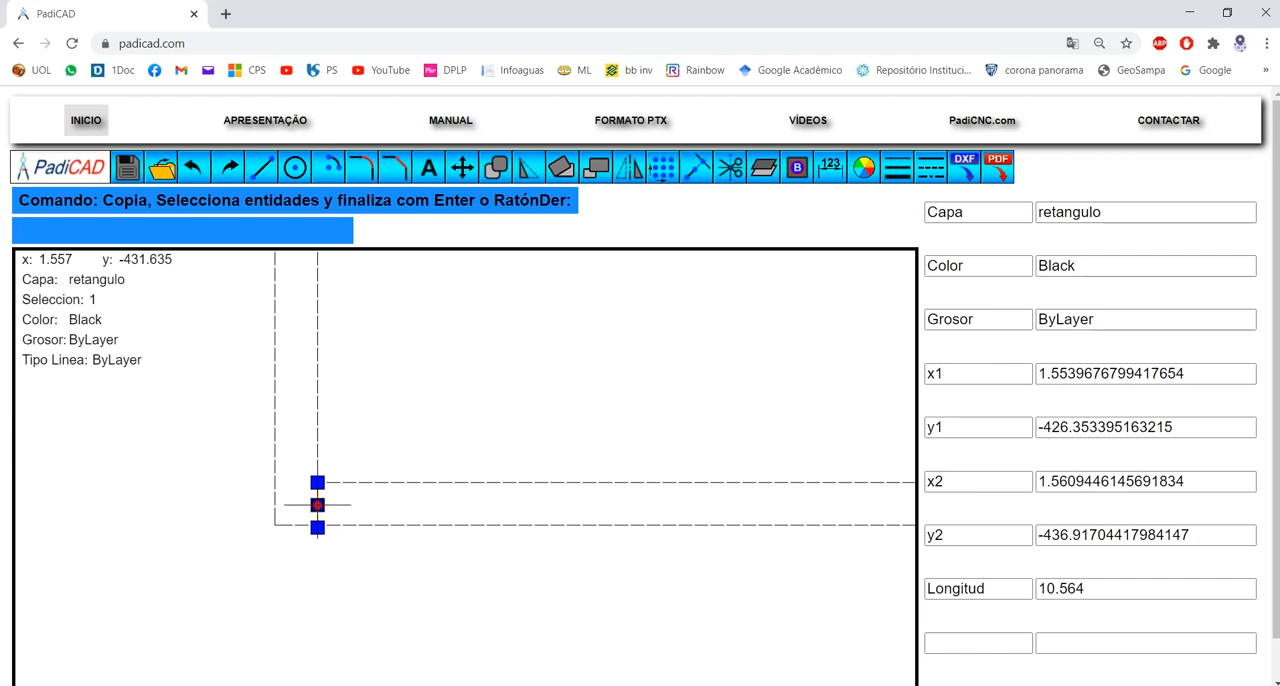 PadiCAD
padicad.com
ABP
UOL
1Doc
CPS
PS
YouTube
DPLP
Infoaguas
ML
bb inv
Rainbow
Google Acadêmico
Repositório Instituci...
corona panorama
GeoSampa
Google
»
INICIO
APRESENTAÇÃO
MANUAL
FORMATO PTX
VÍDEOS
PadiCNC.com
CONTACTAR
PadiCAD
A
B
123
DXF
PDF
Comando: Copia, Selecciona entidades y finaliza com Enter o RatónDer:
x: 1.557 y: -431.635
Capa: retangulo
Seleccion: 1
Color: Black
Grosor: ByLayer
Tipo Linea: ByLayer
Capa retangulo
Color Black
Grosor ByLayer
x1 1.5539676799417654
y1 -426.353395163215
x2 1.5609446145691834
y2 -436.91704417984147
Longitud 10.564